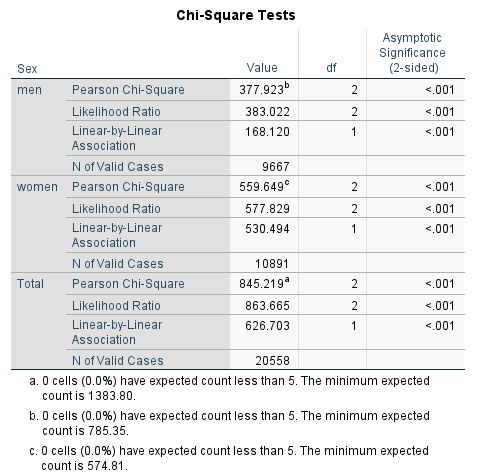 Chi-Square Tests
Sex Value df Asymptotic Significance (2-sided)
men Pearson Chi-Square 377.923b 2 <.001
Likelihood Ratio 383.022 2 <.001
Linear-by-Linear Association 168.120 1 <.001
N of Valid Cases 9667
women Pearson Chi-Square 559.649c 2 <.001
Likelihood Ratio 577.829 2 <.001
Linear-by-Linear Association 530.494 1 <.001
N of Valid Cases 10891
Total Pearson Chi-Square 845.219a 2 <.001
Likelihood Ratio 863.665 2 <.001
Linear-by-Linear Association 626.703 1 <.001
N of Valid Cases 20558
a. 0 cells (0.0%) have expected count less than 5. The minimum expected
count is 1383.80.
b. 0 cells (0.0%) have expected count less than 5. The minimum expected
count is 785.35.
c. 0 cells (0.0%) have expected count less than 5. The minimum expected
count is 574.81.